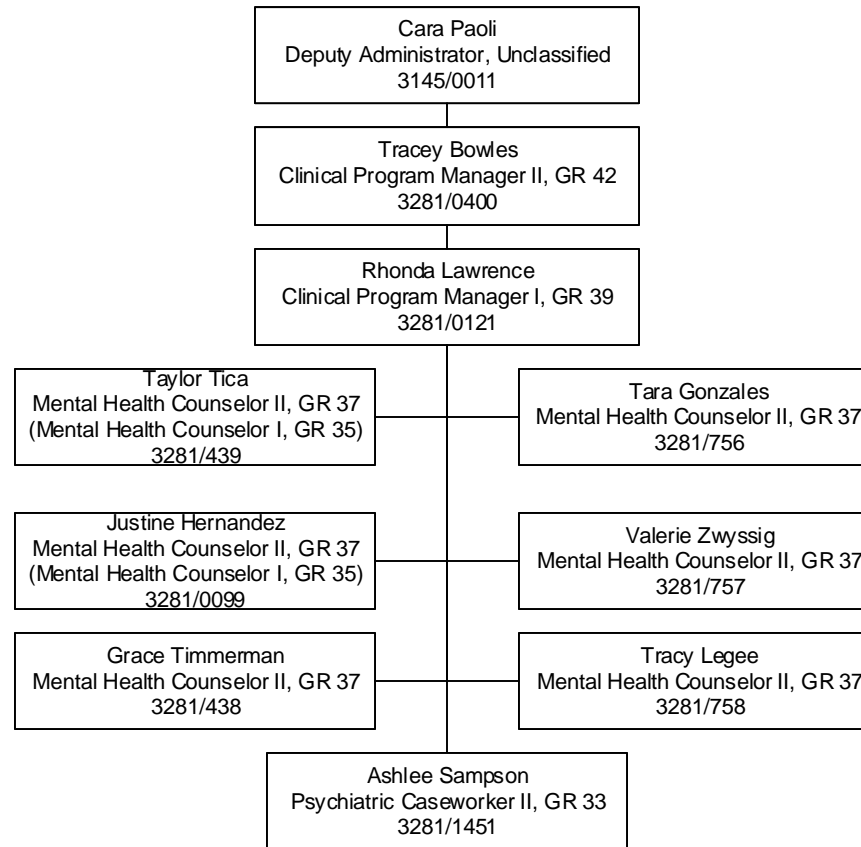 Cara Paoli
Deputy Administrator, Unclassified
3145/0011
Tracey Bowles
Clinical Program Manager II, GR 42
3281/0400
Rhonda Lawrence
Clinical Program Manager I, GR 39
3281/0121
Taylor Tica
Mental Health Counselor II, GR 37
(Mental Health Counselor I, GR 35)
3281/439
Tara Gonzales
Mental Health Counselor II, GR 37
3281/756
Justine Hernandez
Mental Health Counselor II, GR 37
(Mental Health Counselor I, GR 35)
3281/0099
Valerie Zwyssig
Mental Health Counselor II, GR 37
3281/757
Grace Timmerman
Mental Health Counselor II, GR 37
3281/438
Tracy Legee
Mental Health Counselor II, GR 37
3281/758
Ashlee Sampson
Psychiatric Caseworker II, GR 33
3281/1451